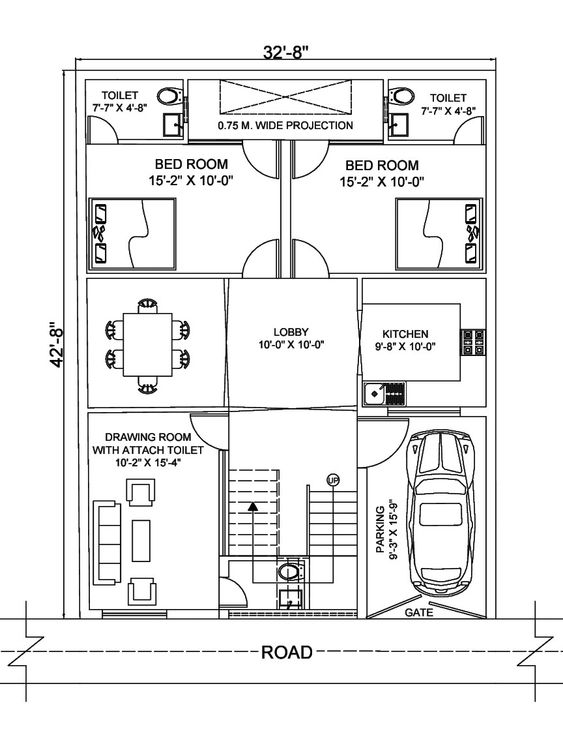 32'-8"
TOILET
7'-7" X 4'-8"
0.75 M. WIDE PROJECTION
TOILET
7'-7" X 4'-8"
BED ROOM
15'-2" X 10'-0"
BED ROOM
15'-2" X 10'-0"
42'-8"
LOBBY
10'-0" X 10'-0"
KITCHEN
9'-8" X 10'-0"
DRAWING ROOM
WITH ATTACH TOILET
10'-2" X 15'-4"
UP
PARKING
9'-3" X 15'-9"
GATE
ROAD